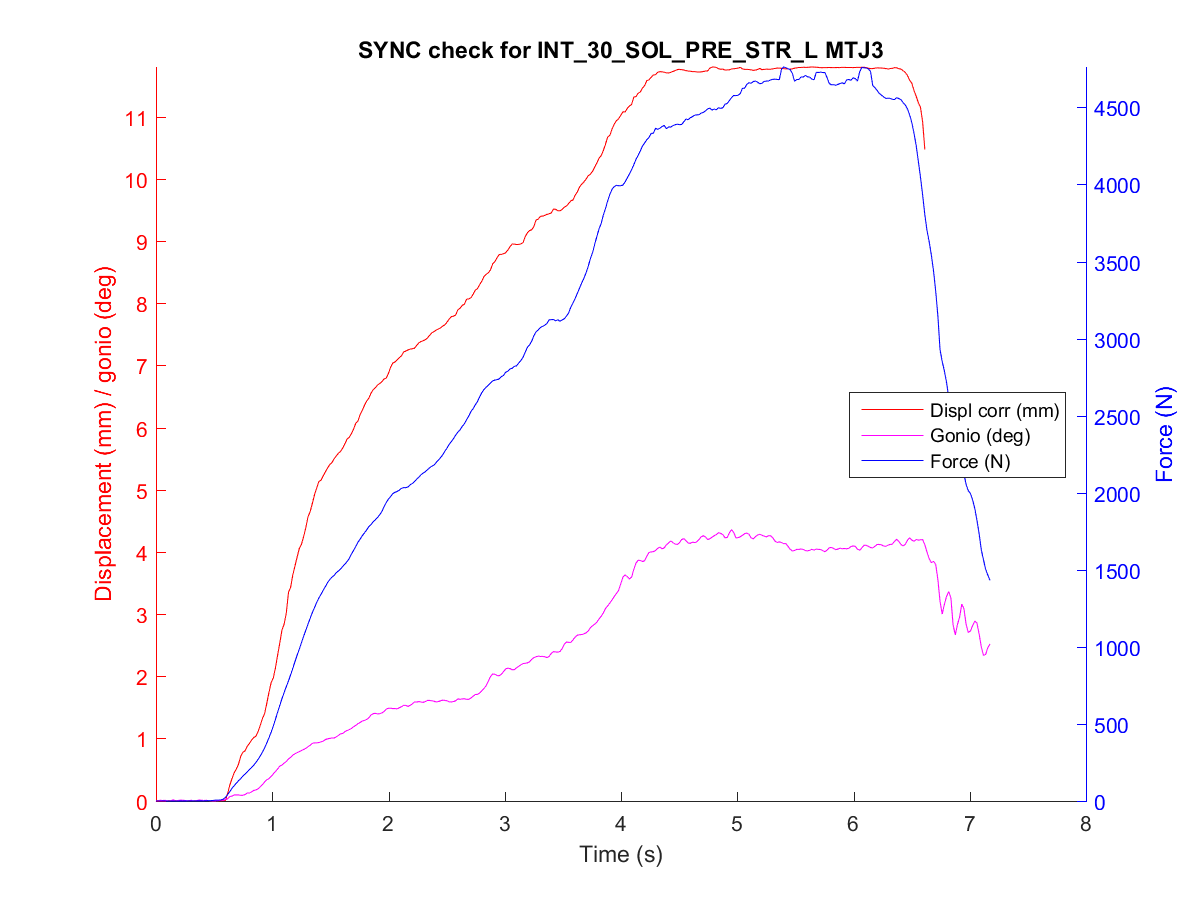 SYNC check for INT_30_SOL_PRE_STR_L MTJ3
Displacement (mm) / gonio (deg)
11
10
9
8
7
6
5
4
3
2
1
0
4500
4000
3500
3000
2500
2000
1500
1000
500
0
Force (N)
Displ corr (mm)
Gonio (deg)
Force (N)
0 1 2 3 4 5 6 7 8
Time (s)